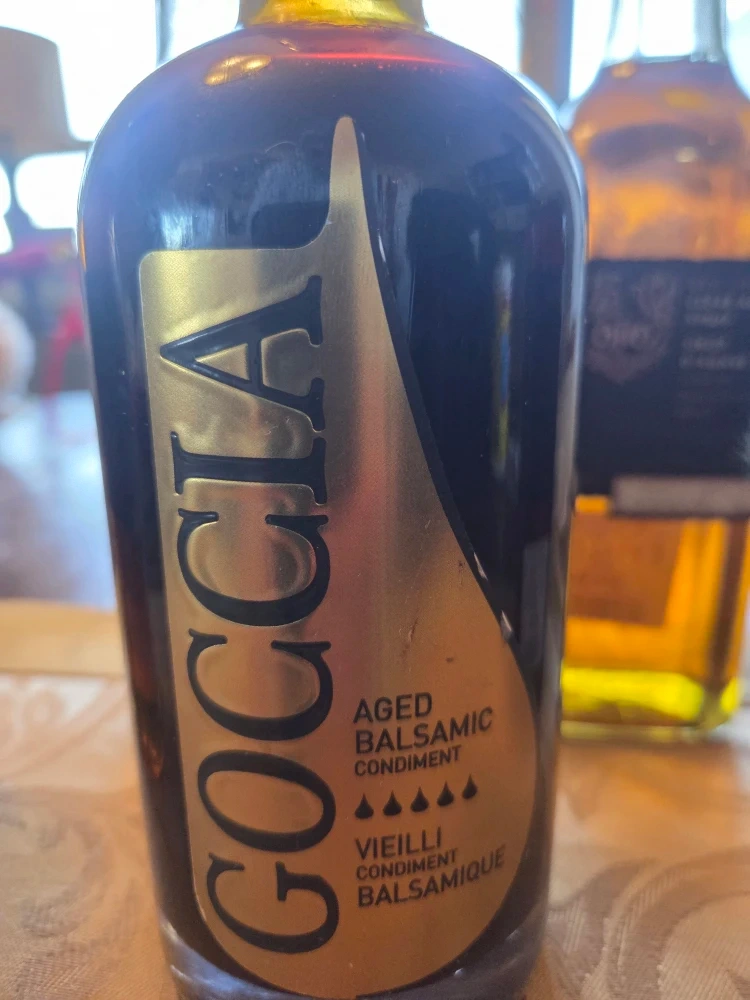 GOCCIA
AGED
BALSAMIC
CONDIMENT
VIEILLI
CONDIMENT
BALSAMIQUE